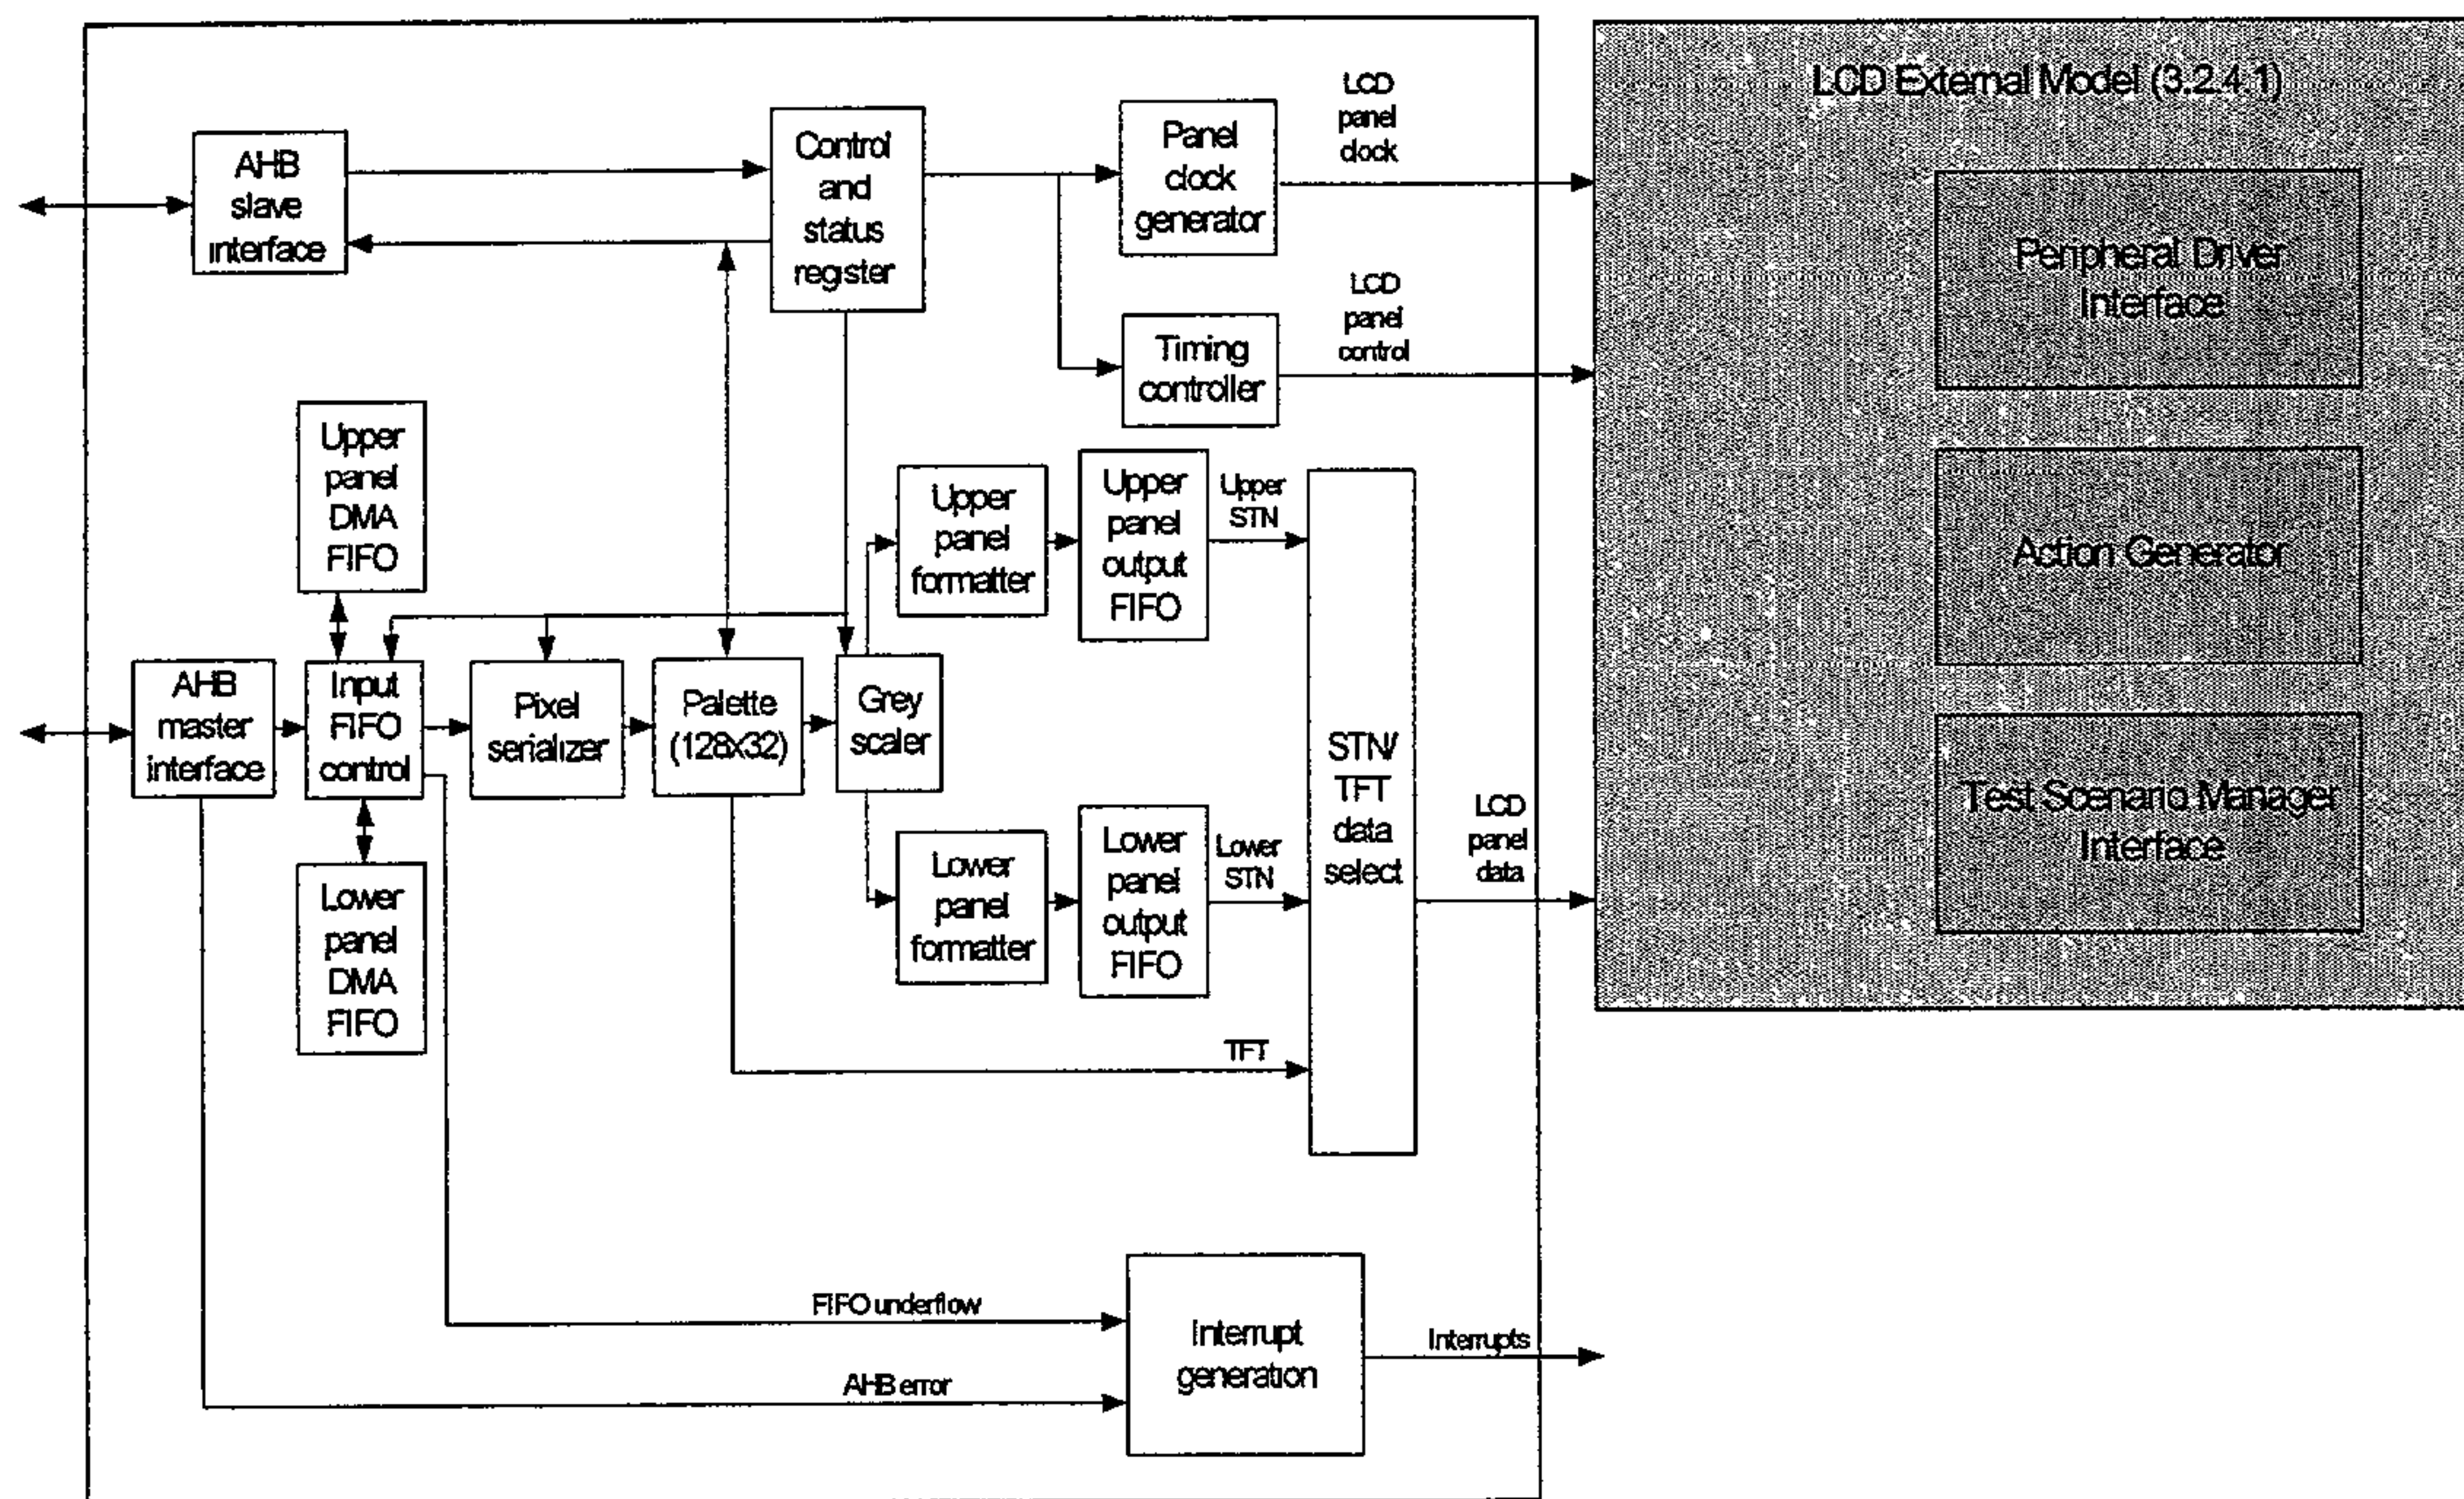 LCD External Model (3.2.4.1)
LCD
panel
clock
AHB
slave
interface
Control
and
status
register
Panel
clock
generator
Peripheral Driver
Interface
LCD
panel
control
Timing
controller
Upper
panel
DMA
FIFO
Upper
panel
formatter
Upper
panel
output
FIFO
Upper
STN
Action Generator
AHB
master
interface
Input
FIFO
control
Pixel
serializer
Palette
(128x32)
Grey
scaler
STN/
TFT
data
select
LCD
panel
data
Test Scenario Manager
Interface
Lower
panel
DMA
FIFO
Lower
panel
formatter
Lower
panel
output
FIFO
Lower
STN
TFT
FIFO underflow
AHB error
Interrupt
generation
Interrupts